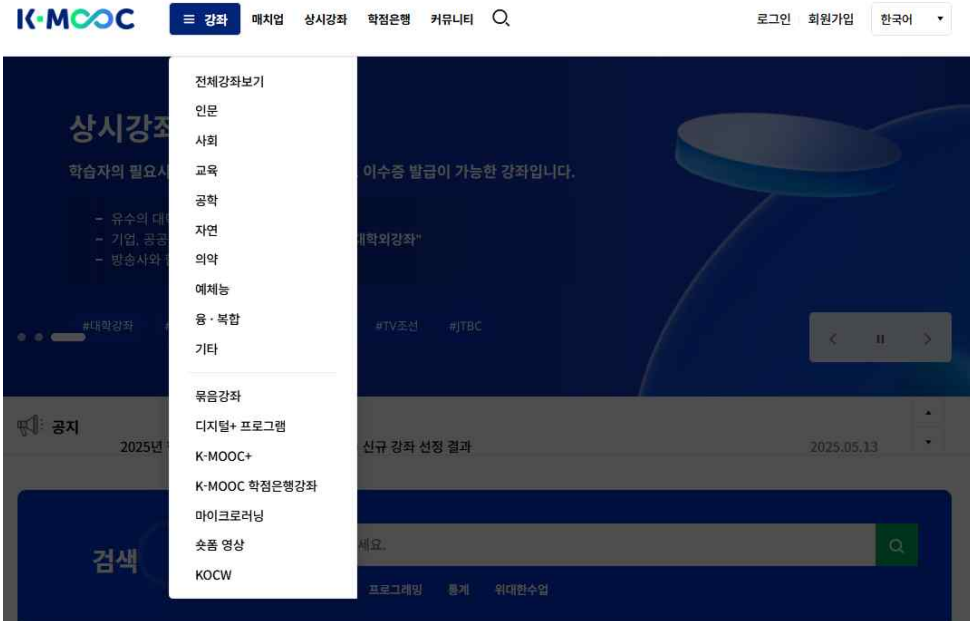 K-MOOC
강좌 매치업 상시강좌 학점은행 커뮤니티 로그인 회원가입 한국어
전체강좌보기
인문
사회
교육
공학
자연
의약
예체능
융·복합
기타
묶음강좌
디지털+ 프로그램
K-MOOC+
K-MOOC 학점은행강좌
마이크로러닝
숏폼 영상
KOCW
상시강좌
학습자의 필요시 이수증 발급이 가능한 강좌입니다.
- 유수의 대
- 기업, 공공 대학외강좌"
- 방송사와
#대학강좌 # #TV조선 #JTBC
공지
2025년 신규 강좌 선정 결과 2025.05.13
검색 세요.
프로그래밍 통계 위대한수업